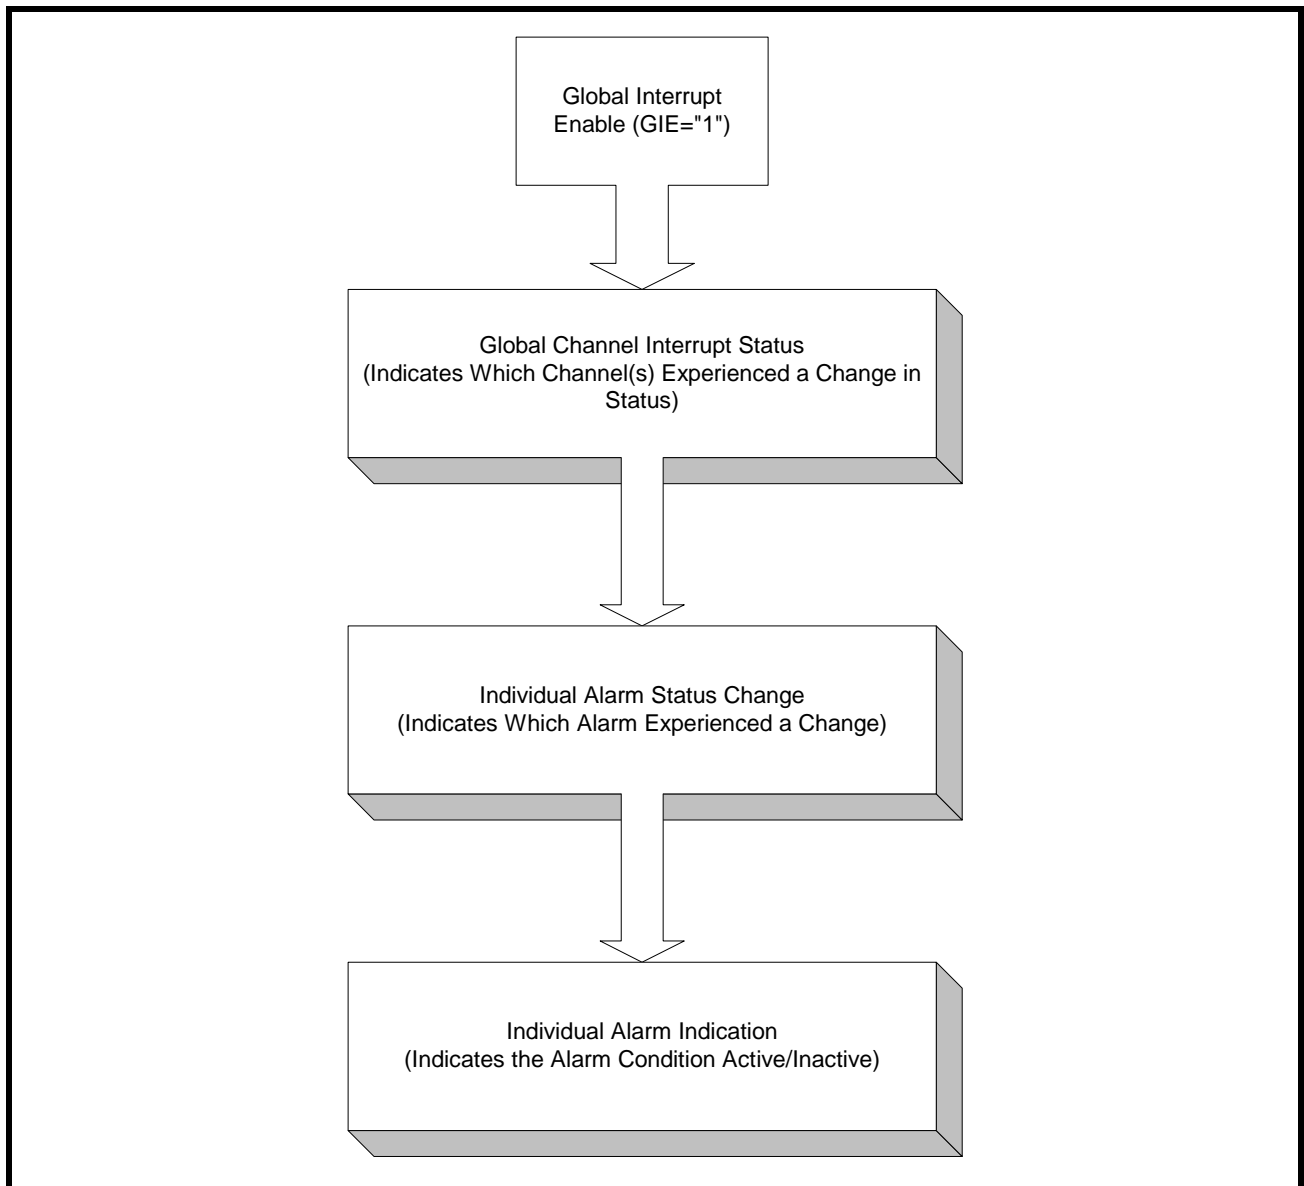 Global Interrupt
Enable (GIE="1")
Global Channel Interrupt Status
(Indicates Which Channel(s) Experienced a Change in
Status)
Individual Alarm Status Change
(Indicates Which Alarm Experienced a Change)
Individual Alarm Indication
(Indicates the Alarm Condition Active/Inactive)